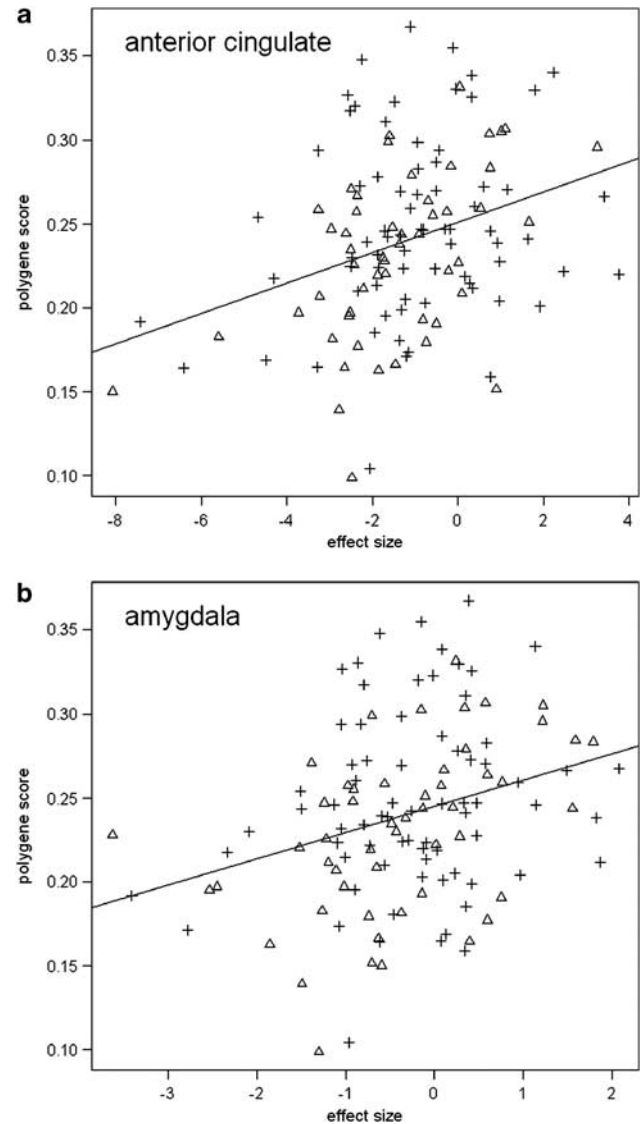 a
anterior cingulate
0.35
0.30
0.25
0.20
0.15
0.10
polygene score
-8 -6 -4 -2 0 2 4
effect size
b
amygdala
0.35
0.30
0.25
0.20
0.15
0.10
polygene score
-3 -2 -1 0 1 2
effect size